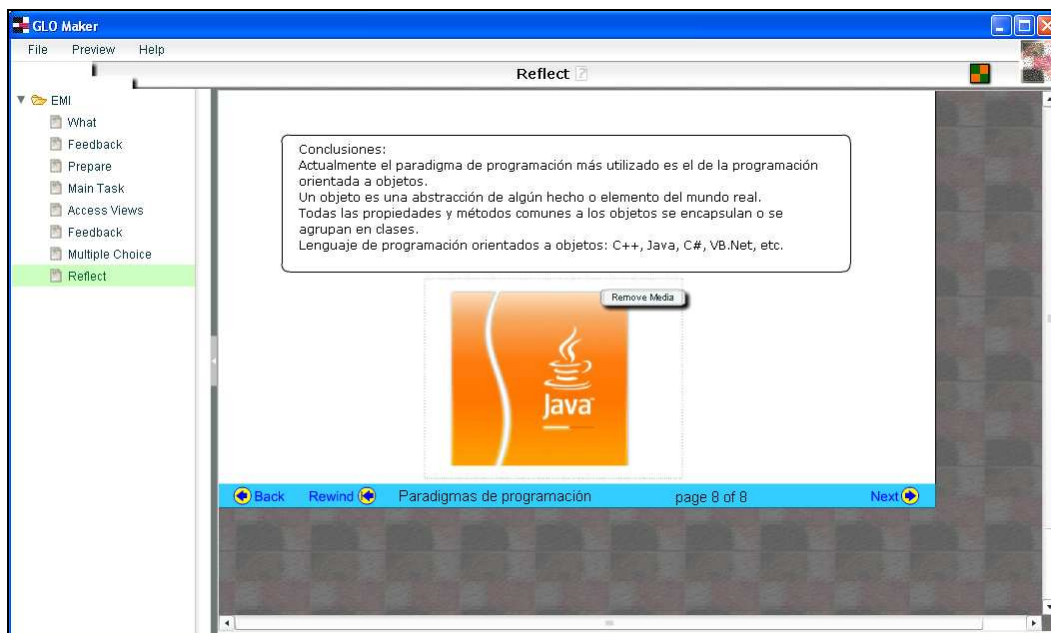 GLO Maker
File Preview Help
Reflect
EMI
What
Feedback
Prepare
Main Task
Access Views
Feedback
Multiple Choice
Reflect
Conclusiones:
Actualmente el paradigma de programación más utilizado es el de la programación
orientada a objetos.
Un objeto es una abstracción de algún hecho o elemento del mundo real.
Todas las propiedades y métodos comunes a los objetos se encapsulan o se
agrupan en clases.
Lenguaje de programación orientados a objetos: C++, Java, C#, VB.Net, etc.
Remove Media
Java
Back Rewind Paradigmas de programación page 8 of 8 Next